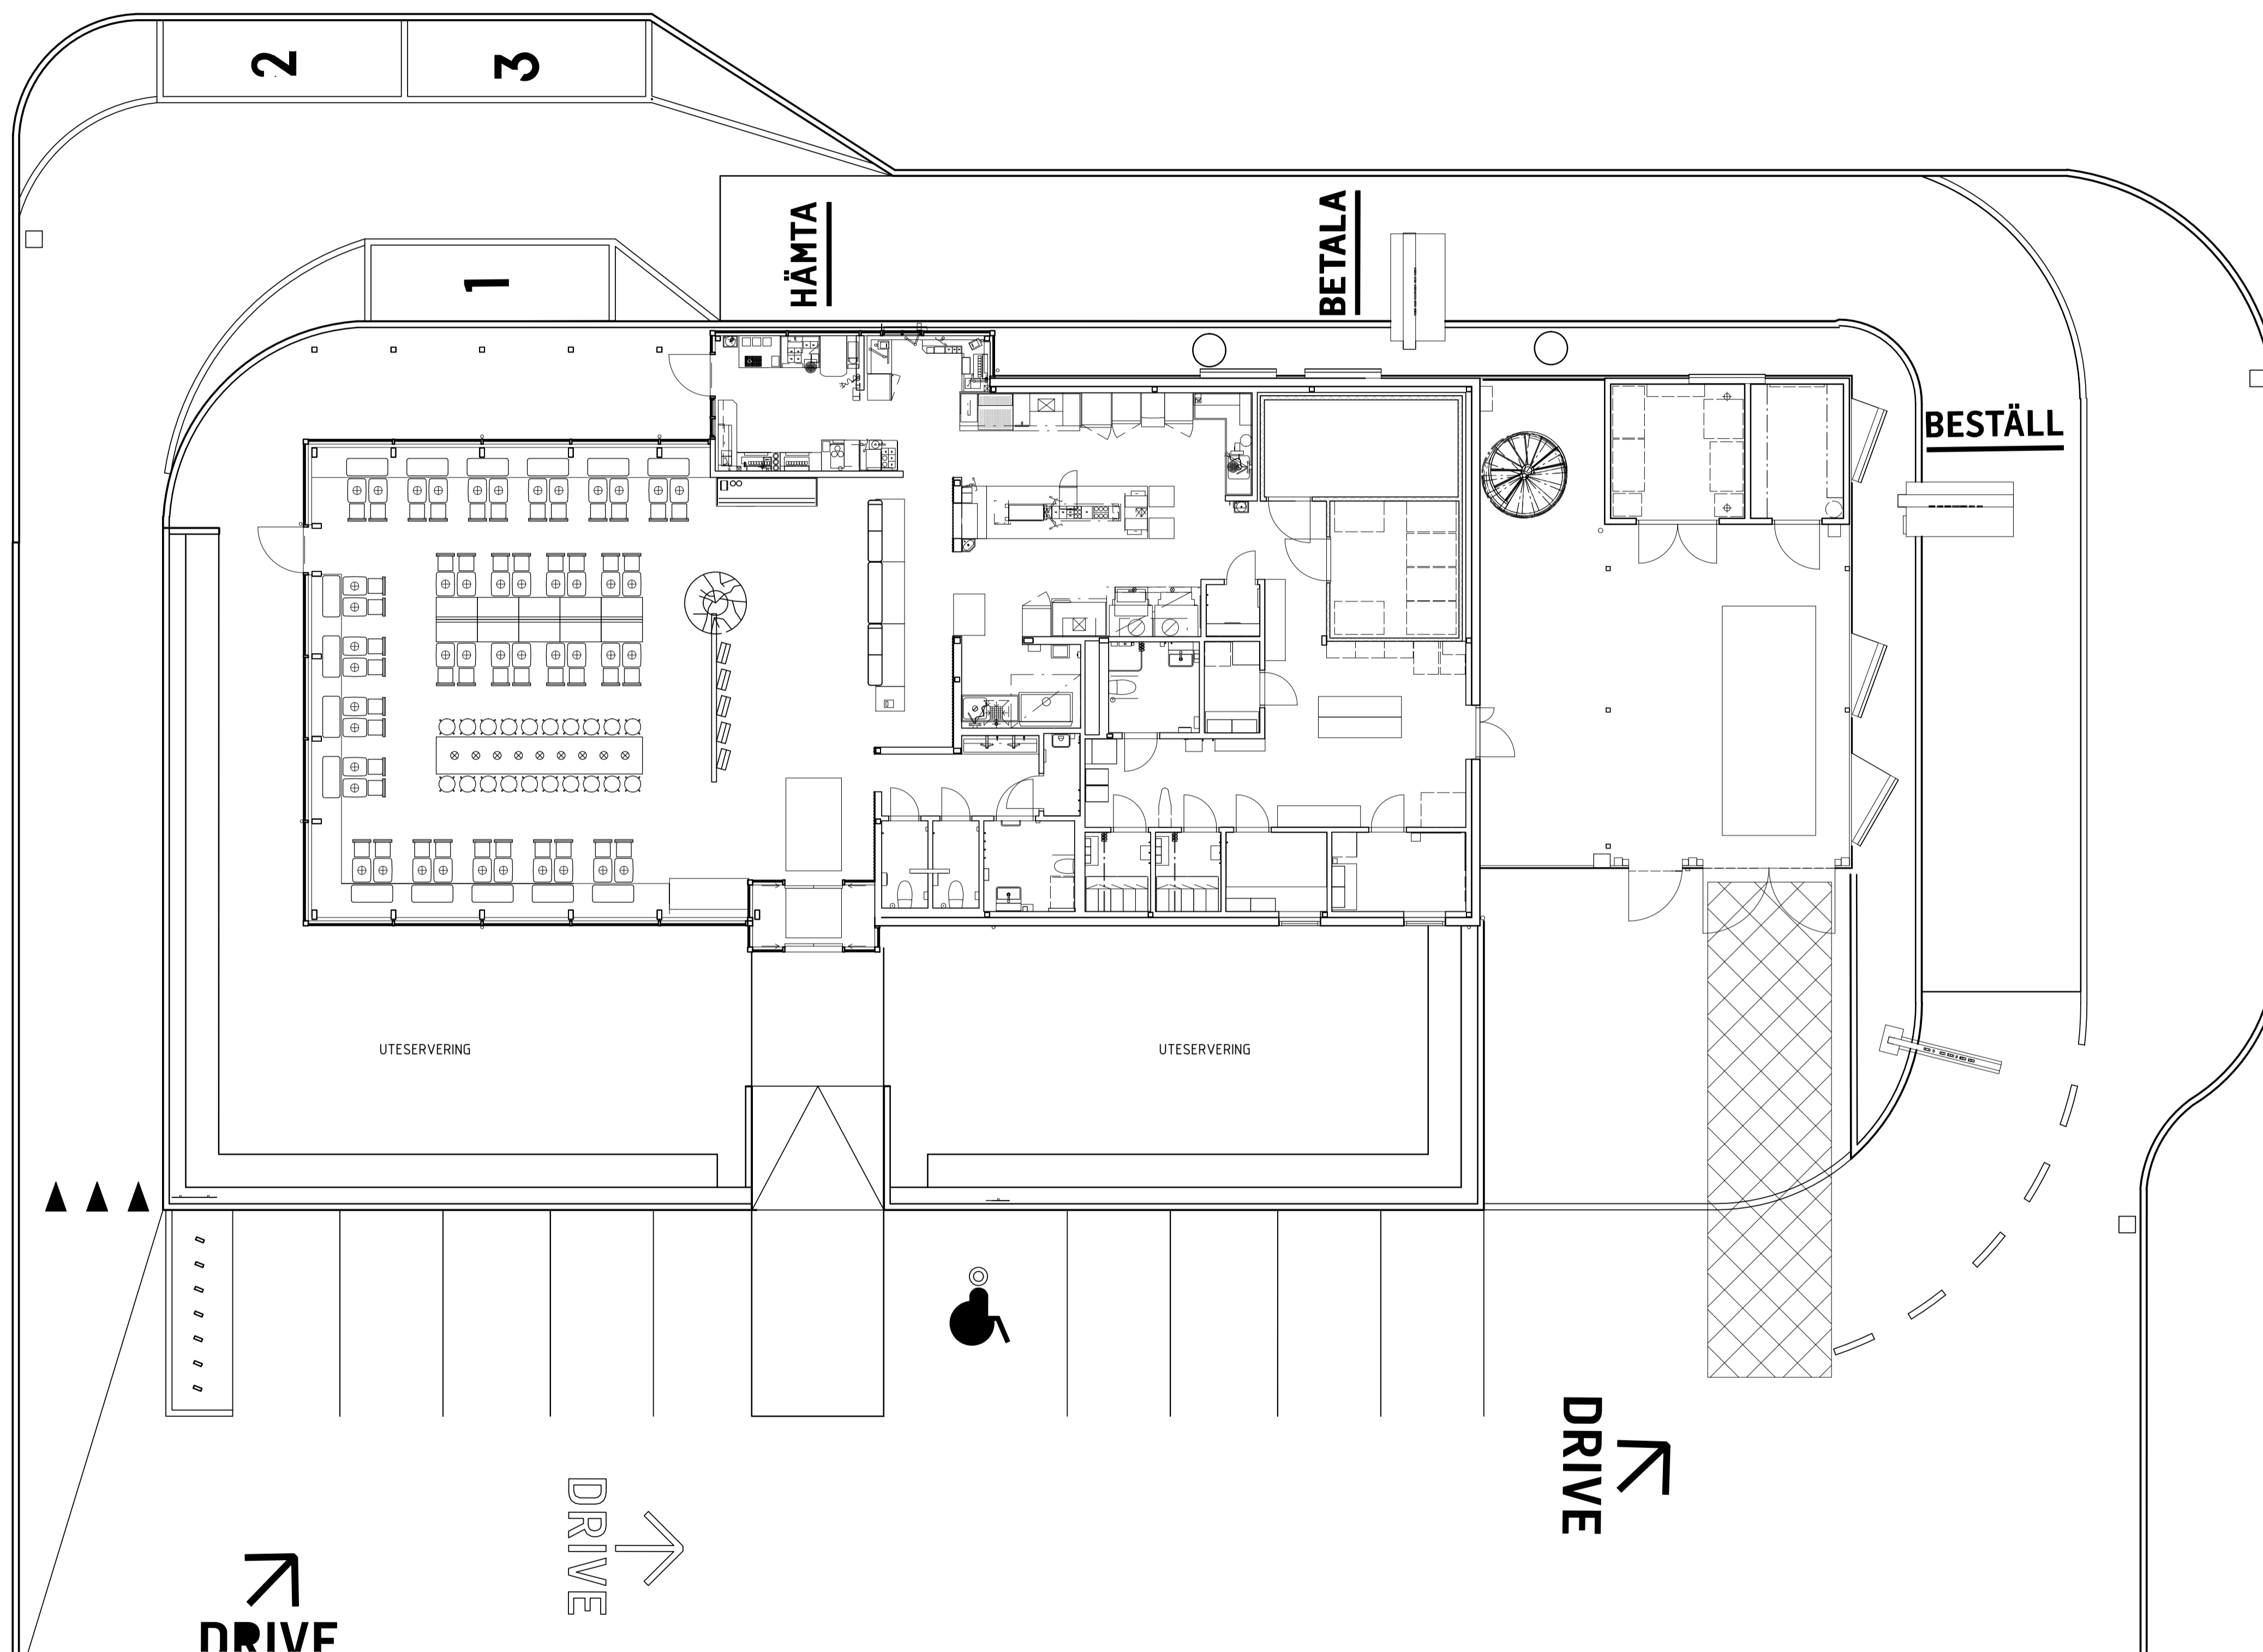 2
3
1
HÄMTA
BETALA
BESTÄLL
UTESERVERING
UTESERVERING
DRIVE
DRIVE
DRIVE